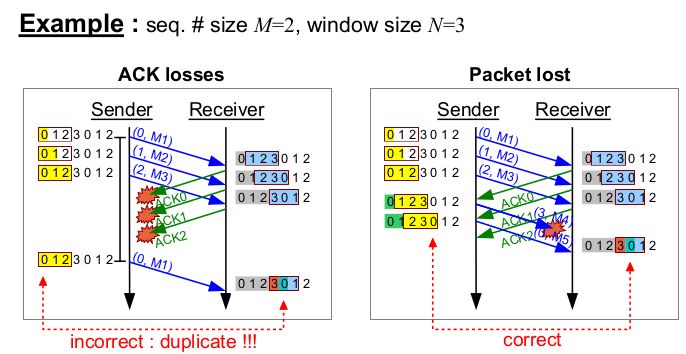 Example : seq. # size M=2, window size N=3
ACK losses
Sender Receiver
0 1 2 3 0 1 2
0 1 2 3 0 1 2
0 1 2 3 0 1 2
(0, M1)
(1, M2)
(2, M3)
0 1 2 3 0 1 2
0 1 2 3 0 1 2
0 1 2 3 0 1 2
ACK0
ACK1
ACK2
0 1 2 3 0 1 2
(0, M1)
0 1 2 3 0 1 2
incorrect : duplicate !!!
Packet lost
Sender Receiver
0 1 2 3 0 1 2
0 1 2 3 0 1 2
0 1 2 3 0 1 2
(0, M1)
(1, M2)
(2, M3)
0 1 2 3 0 1 2
0 1 2 3 0 1 2
0 1 2 3 0 1 2
0 1 2 3 0 1 2
0 1 2 3 0 1 2
ACK0
ACK1
ACK2
(3, M4)
(0, M5)
0 1 2 3 0 1 2
correct